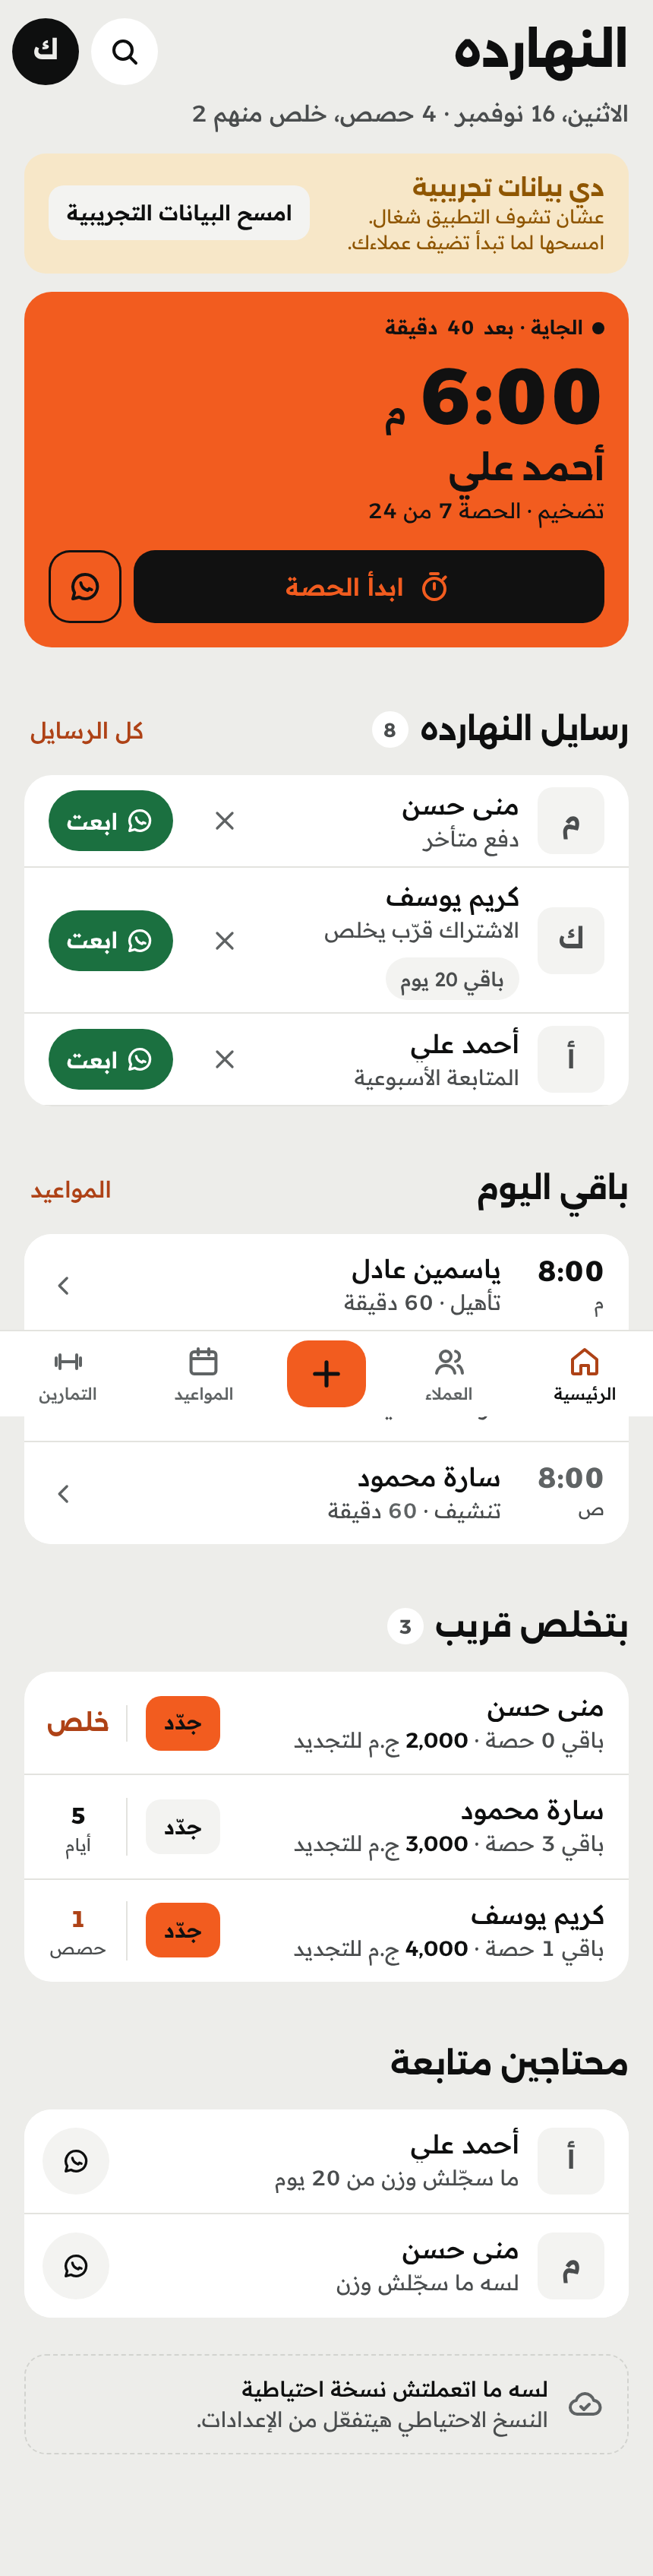 النهارده
ك
الاثنين، 16 نوفمبر · 4 حصص، خلص منهم 2
دي بيانات تجريبية
عشان تشوف التطبيق شغال.
امسحها لما تبدأ تضيف عملاءك.
امسح البيانات التجريبية
الجاية · بعد 40 دقيقة
6:00 م
أحمد علي
تضخيم · الحصة 7 من 24
ابدأ الحصة
رسايل النهارده 8
كل الرسايل
م
منى حسن
دفع متأخر
ابعت
ك
كريم يوسف
الاشتراك قرّب يخلص
باقي 20 يوم
ابعت
أ
أحمد علي
المتابعة الأسبوعية
ابعت
باقي اليوم
المواعيد
8:00
م
ياسمين عادل
تأهيل · 60 دقيقة
الرئيسية
العملاء
المواعيد
التمارين
8:00
ص
سارة محمود
تنشيف · 60 دقيقة
بتخلص قريب 3
منى حسن
باقي 0 حصة · 2,000 ج.م للتجديد
جدّد
خلص
سارة محمود
باقي 3 حصة · 3,000 ج.م للتجديد
جدّد
5
أيام
كريم يوسف
باقي 1 حصة · 4,000 ج.م للتجديد
جدّد
1
حصص
محتاجين متابعة
أ
أحمد علي
ما سجّلش وزن من 20 يوم
م
منى حسن
لسه ما سجّلش وزن
لسه ما اتعملتش نسخة احتياطية
النسخ الاحتياطي هيتفعّل من الإعدادات.